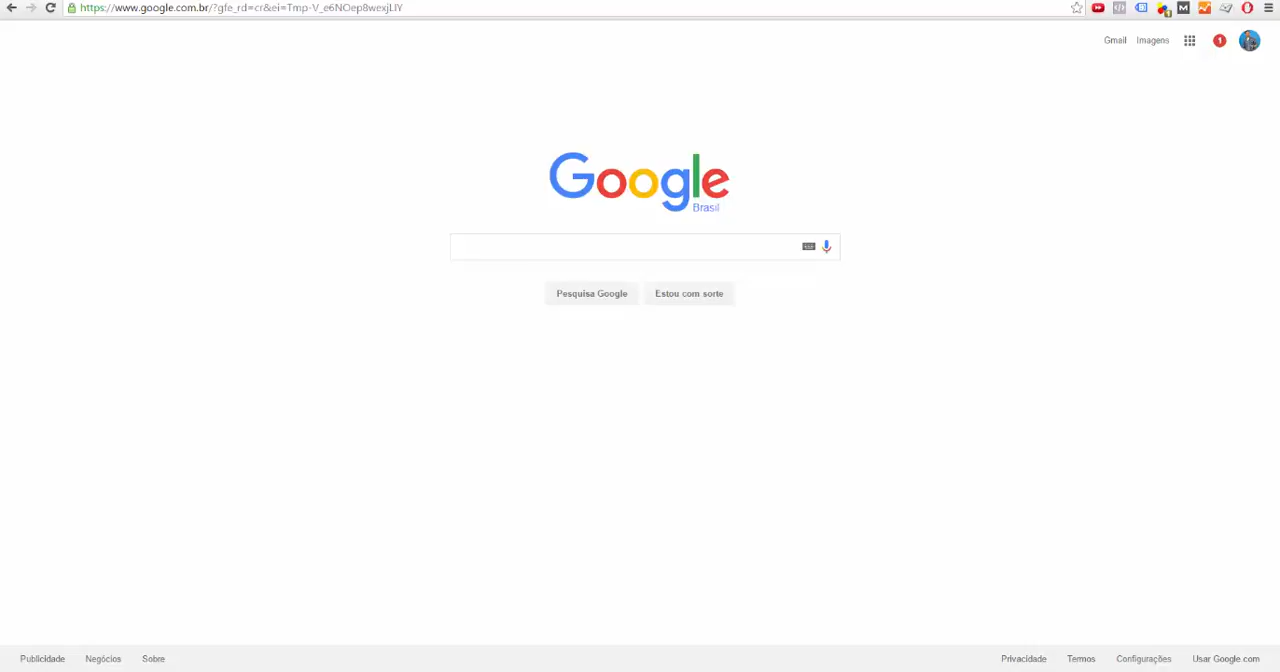 https://www.google.com.br/?gfe_rd=cr&ei=Tmp-V_e6NOep8wexjLIY
Gmail Imagens 1
Google
Brasil
Pesquisa Google Estou com sorte
Publicidade Negócios Sobre Privacidade Termos Configurações Usar Google.com